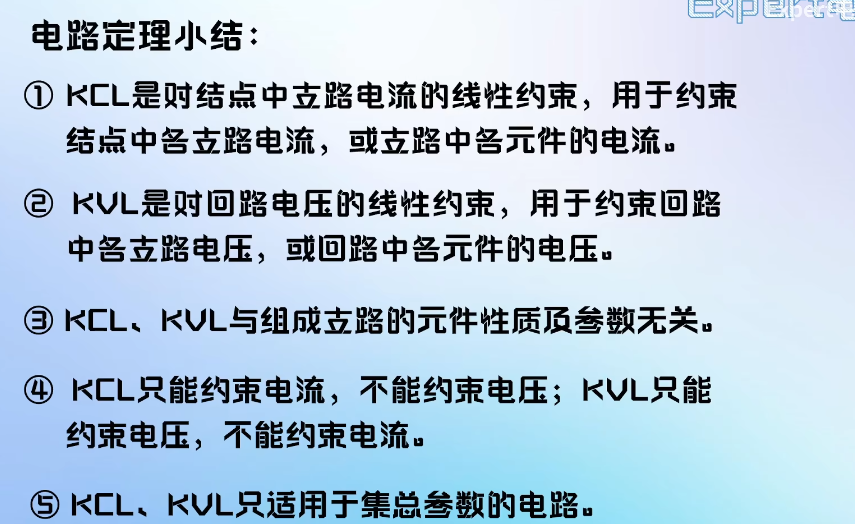 Expert电
电路定理小结：
① KCL是对结点中支路电流的线性约束，用于约束
结点中各支路电流，或支路中各元件的电流。
② KVL是对回路电压的线性约束，用于约束回路
中各支路电压，或回路中各元件的电压。
③ KCL、KVL与组成支路的元件性质及参数无关。
④ KCL只能约束电流，不能约束电压；KVL只能
约束电压，不能约束电流。
⑤ KCL、KVL只适用于集总参数的电路。